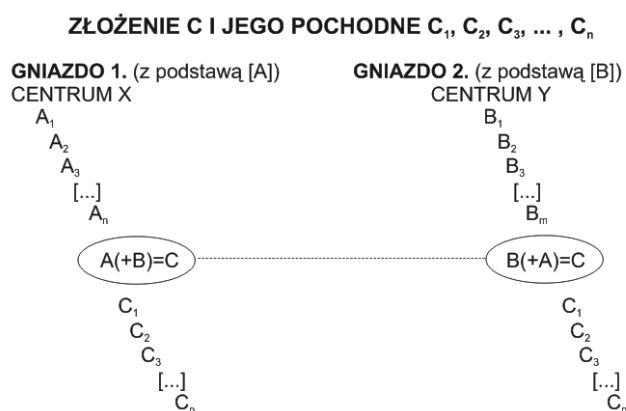 ZŁOŻENIE C I JEGO POCHODNE C₁, C₂, C₃, ... , Cₙ
GNIAZDO 1. (z podstawą [A])
CENTRUM X
A₁
A₂
A₃
[...]
Aₙ
A(+B)=C
C₁
C₂
C₃
[...]
Cₙ
GNIAZDO 2. (z podstawą [B])
CENTRUM Y
B₁
B₂
B₃
[...]
Bₘ
B(+A)=C
C₁
C₂
C₃
[...]
Cₙ